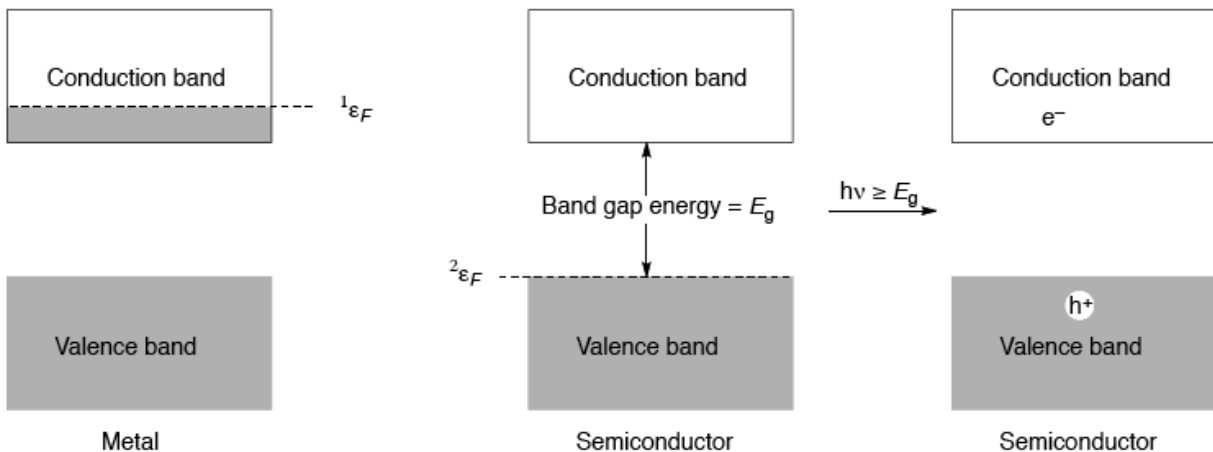 Conduction band
¹εF
Valence band
Metal
Conduction band
Band gap energy = Eg
²εF
Valence band
Semiconductor
hν ≥ Eg
Conduction band
e⁻
h⁺
Valence band
Semiconductor